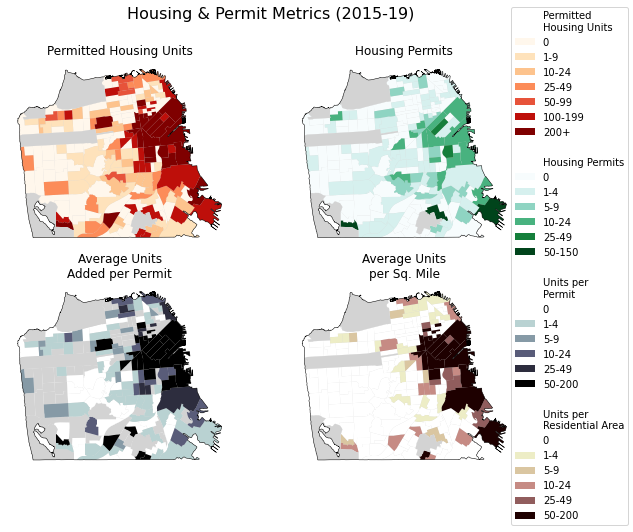 Housing & Permit Metrics (2015-19)
Permitted Housing Units
Housing Permits
Average Units
Added per Permit
Average Units
per Sq. Mile
Permitted
Housing Units
0
1-9
10-24
25-49
50-99
100-199
200+
Housing Permits
0
1-4
5-9
10-24
25-49
50-150
Units per
Permit
0
1-4
5-9
10-24
25-49
50-200
Units per
Residential Area
0
1-4
5-9
10-24
25-49
50-200